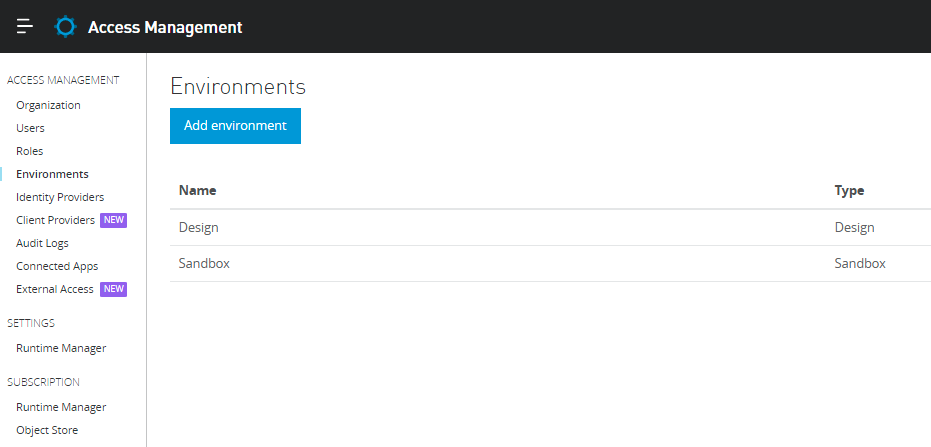 Access Management
ACCESS MANAGEMENT
Organization
Users
Roles
Environments
Identity Providers
Client Providers NEW
Audit Logs
Connected Apps
External Access NEW
SETTINGS
Runtime Manager
SUBSCRIPTION
Runtime Manager
Object Store
Environments
Add environment
Name Type
Design Design
Sandbox Sandbox